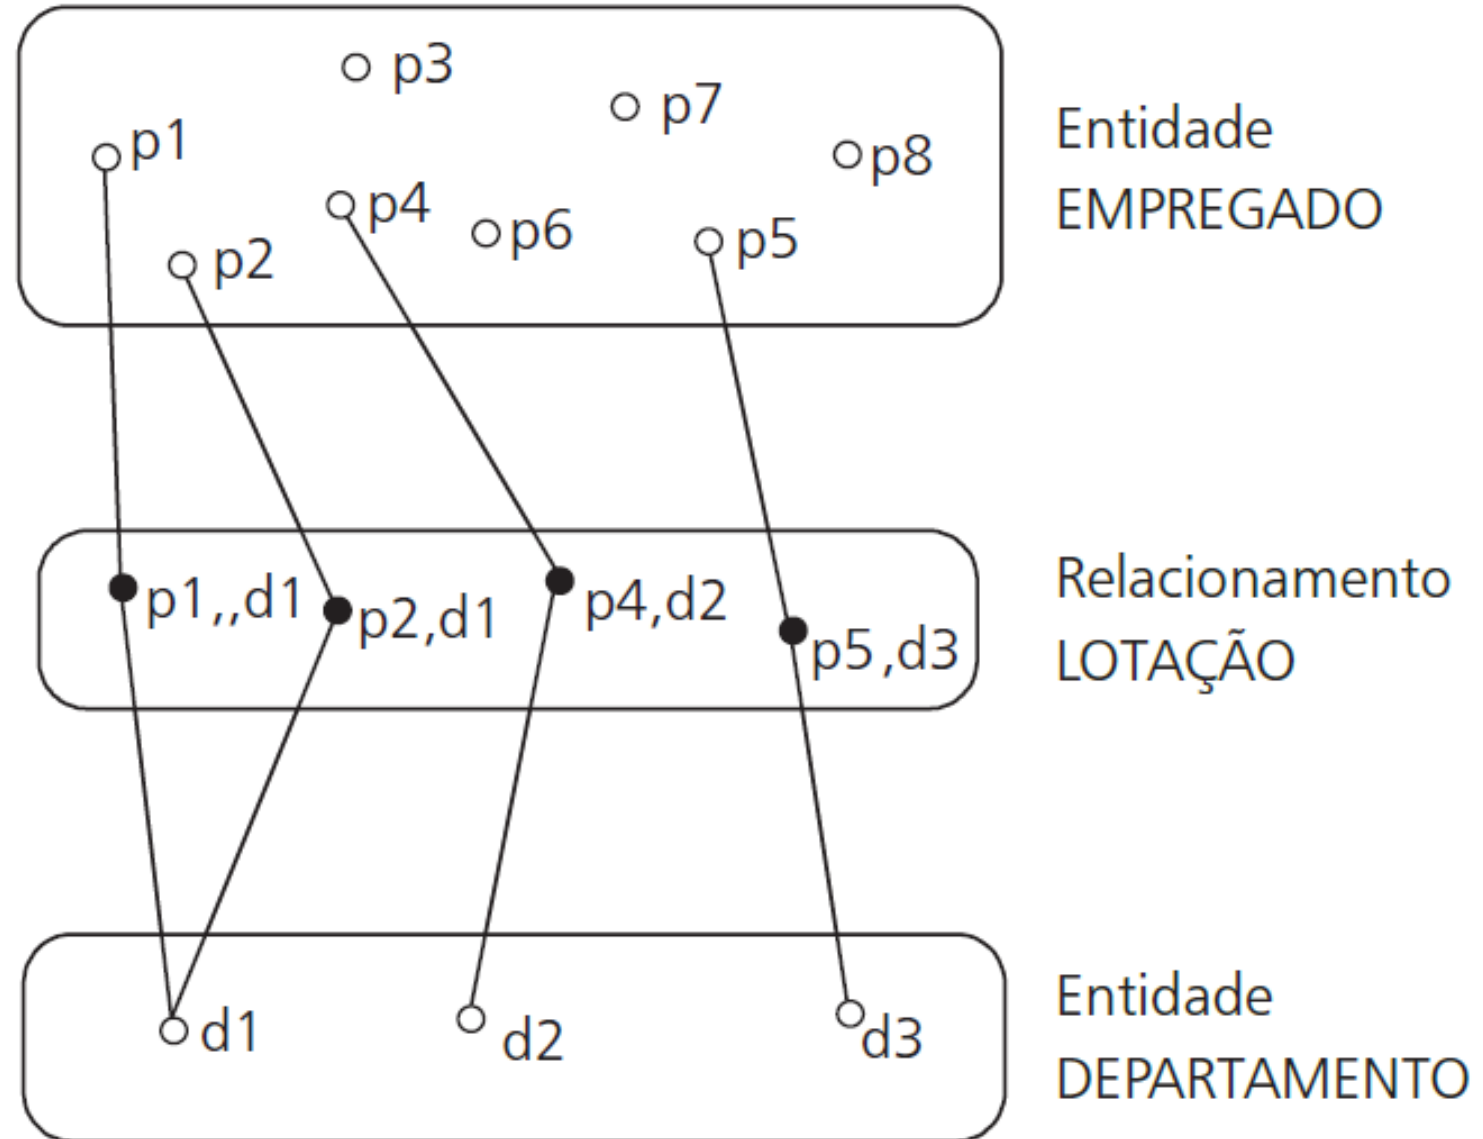 p3
p7
p1
p8
p4
p6
p5
p2
Entidade
EMPREGADO
p1,,d1
p2,d1
p4,d2
p5,d3
Relacionamento
LOTAÇÃO
d1
d2
d3
Entidade
DEPARTAMENTO